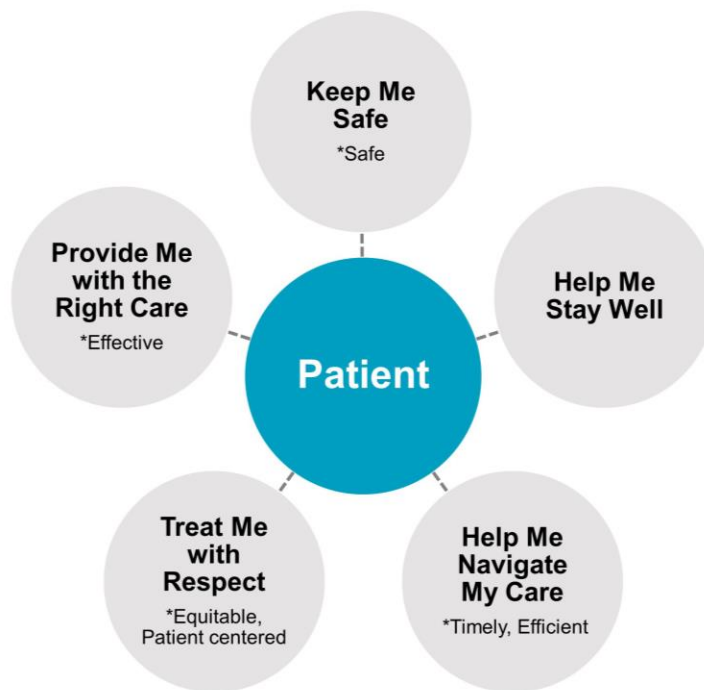 Keep Me
Safe
*Safe
Help Me
Stay Well
Help Me
Navigate
My Care
*Timely, Efficient
Treat Me
with
Respect
*Equitable,
Patient centered
Provide Me
with the
Right Care
*Effective
Patient